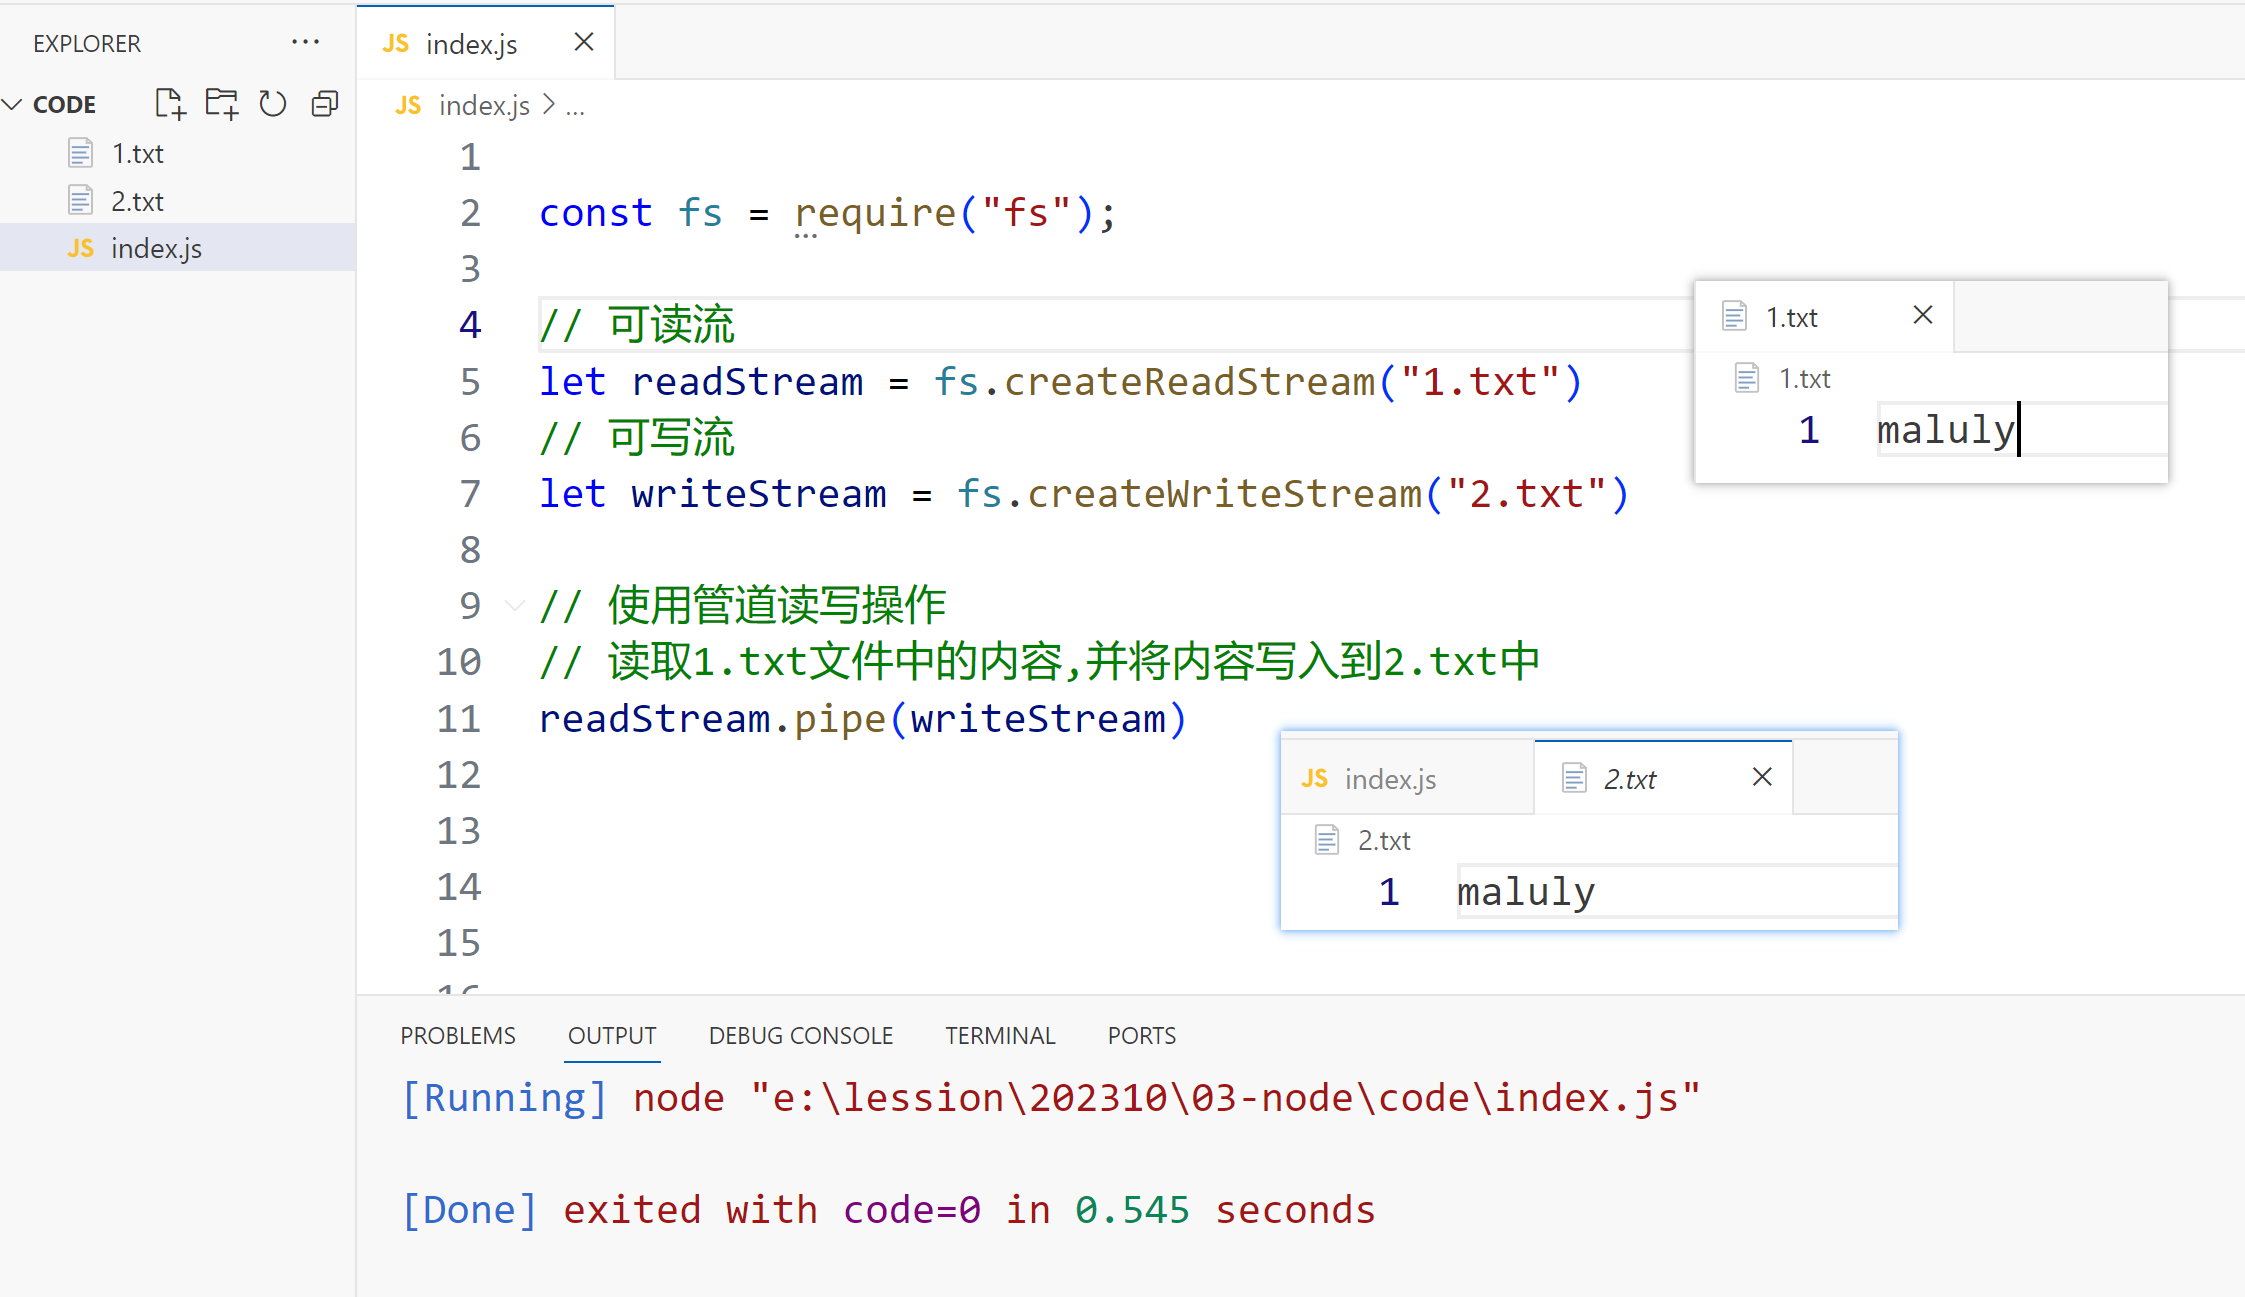 EXPLORER ···
CODE
1.txt
2.txt
JS index.js
JS index.js
JS index.js > ...
1
2 const fs = require("fs");
3
4 // 可读流
5 let readStream = fs.createReadStream("1.txt")
6 // 可写流
7 let writeStream = fs.createWriteStream("2.txt")
8
9 // 使用管道读写操作
10 // 读取1.txt文件中的内容,并将内容写入到2.txt中
11 readStream.pipe(writeStream)
12
13
14
15
16
1.txt
1.txt
1 maluly
JS index.js 2.txt
2.txt
1 maluly
PROBLEMS OUTPUT DEBUG CONSOLE TERMINAL PORTS
[Running] node "e:\lession\202310\03-node\code\index.js"
[Done] exited with code=0 in 0.545 seconds